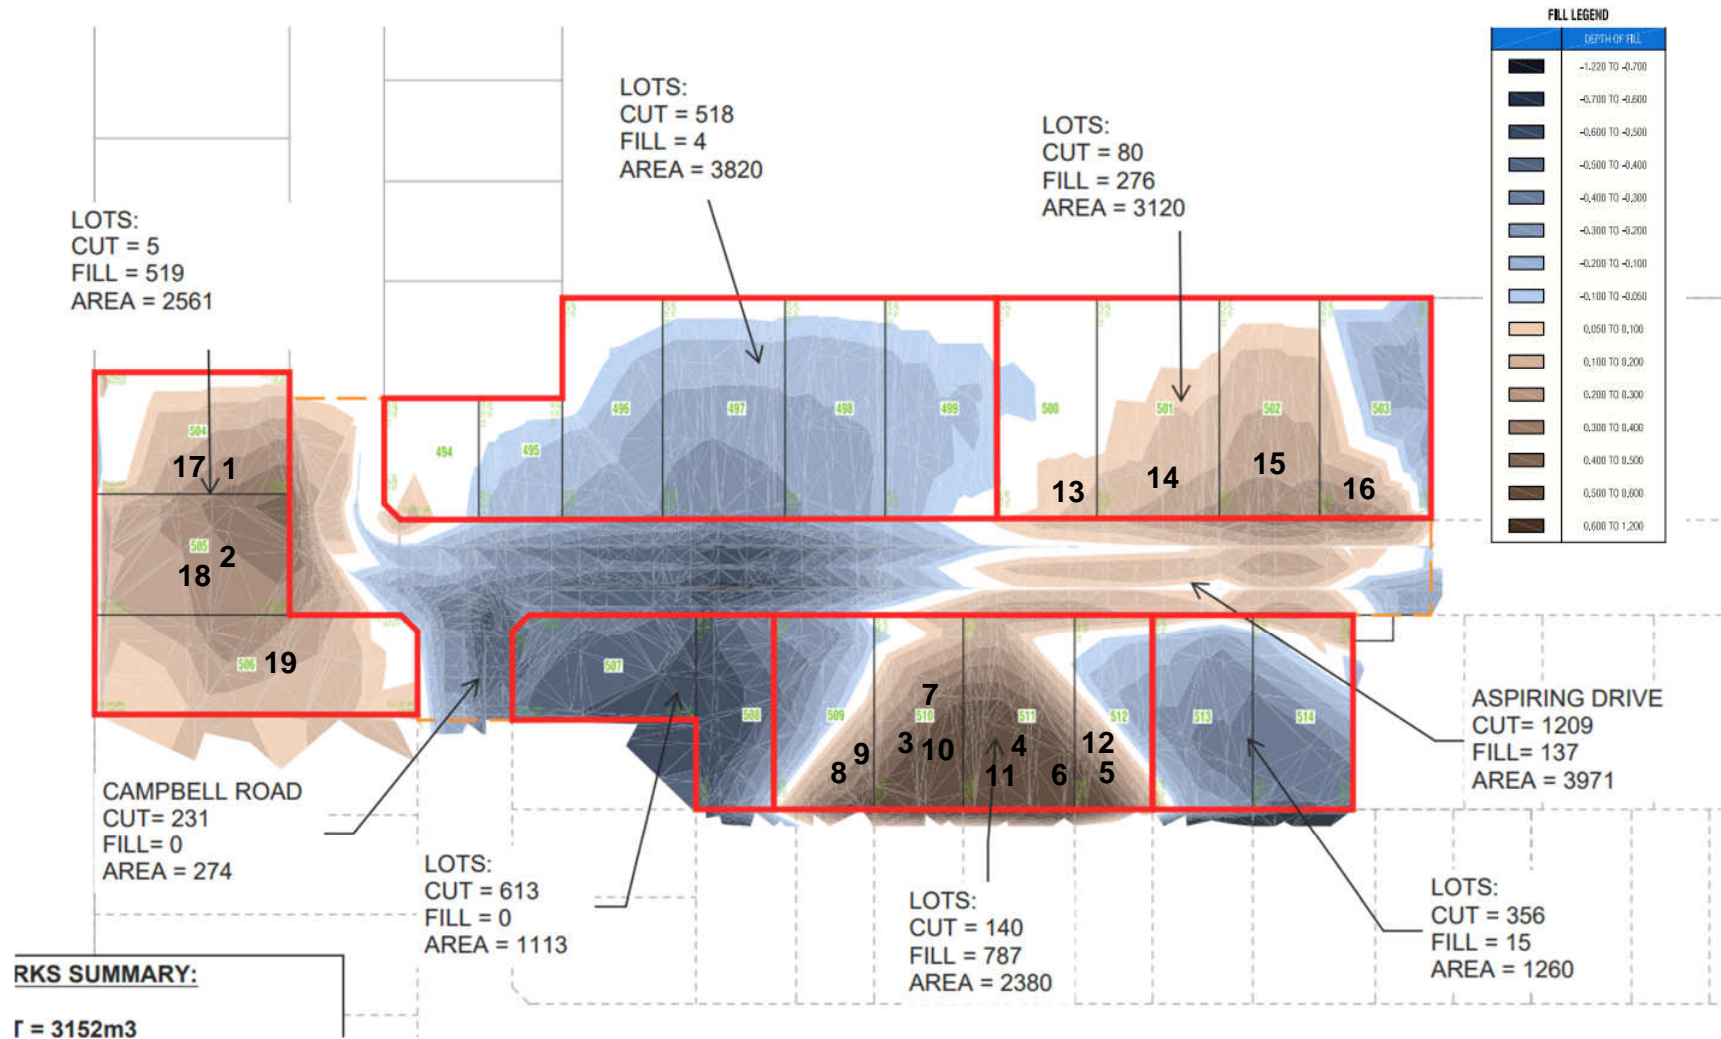 FILL LEGEND
DEPTH OF FILL
-1.220 TO -0.700
-0.700 TO -0.600
-0.600 TO -0.500
-0.500 TO -0.400
-0.400 TO -0.300
-0.300 TO -0.200
-0.200 TO -0.100
-0.100 TO -0.050
0.050 TO 0.100
0.100 TO 0.200
0.200 TO 0.300
0.300 TO 0.400
0.400 TO 0.500
0.500 TO 0.600
0.600 TO 1.200
LOTS:
CUT = 518
FILL = 4
AREA = 3820
LOTS:
CUT = 80
FILL = 276
AREA = 3120
LOTS:
CUT = 5
FILL = 519
AREA = 2561
496
497
498
499
500
501
502
503
504
494
495
17
1
13
14
15
16
505
2
18
506
19
507
508
509
510
511
512
513
514
7
3
10
9
8
4
11
6
12
5
ASPIRING DRIVE
CUT= 1209
FILL= 137
AREA = 3971
CAMPBELL ROAD
CUT= 231
FILL= 0
AREA = 274
LOTS:
CUT = 613
FILL = 0
AREA = 1113
LOTS:
CUT = 140
FILL = 787
AREA = 2380
LOTS:
CUT = 356
FILL = 15
AREA = 1260
RKS SUMMARY:
T = 3152m3